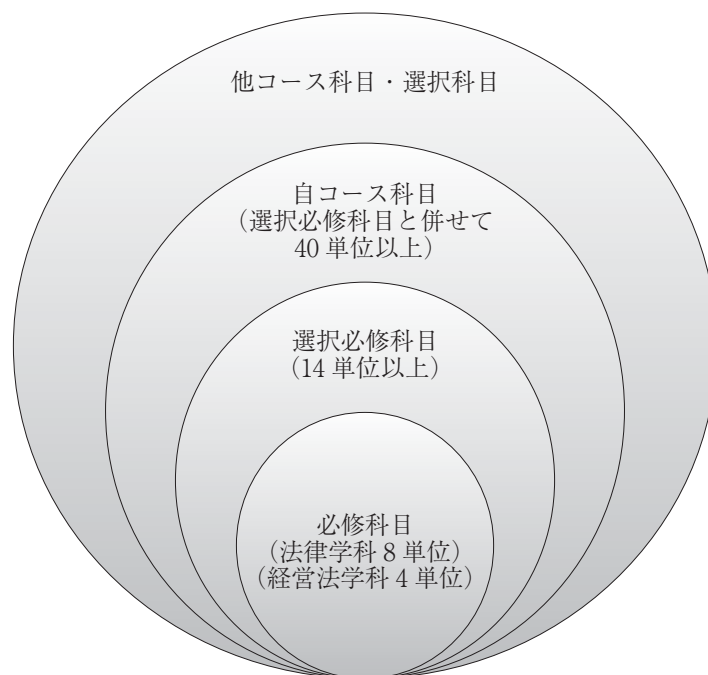 他コース科目・選択科目
自コース科目
（選択必修科目と併せて
40 単位以上）
選択必修科目
（14 単位以上）
必修科目
（法律学科 8 単位）
（経営法学科 4 単位）